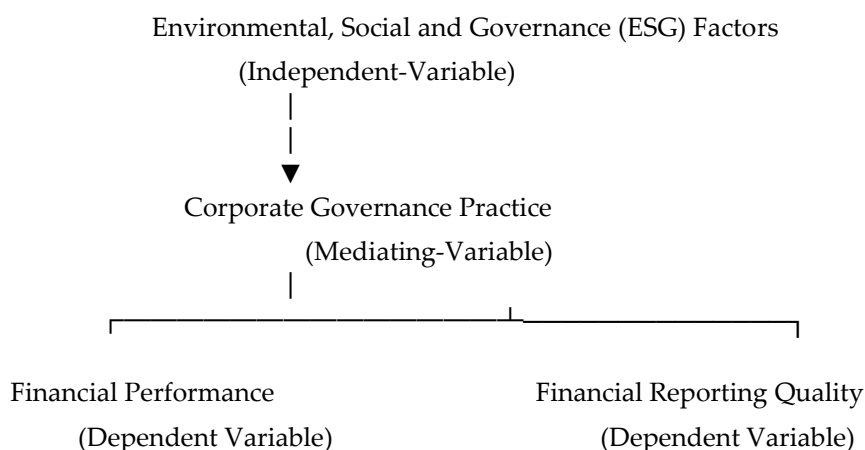 Environmental, Social and Governance (ESG) Factors
(Independent-Variable)
Corporate Governance Practice
(Mediating-Variable)
Financial Performance
Financial Reporting Quality
(Dependent Variable)
(Dependent Variable)